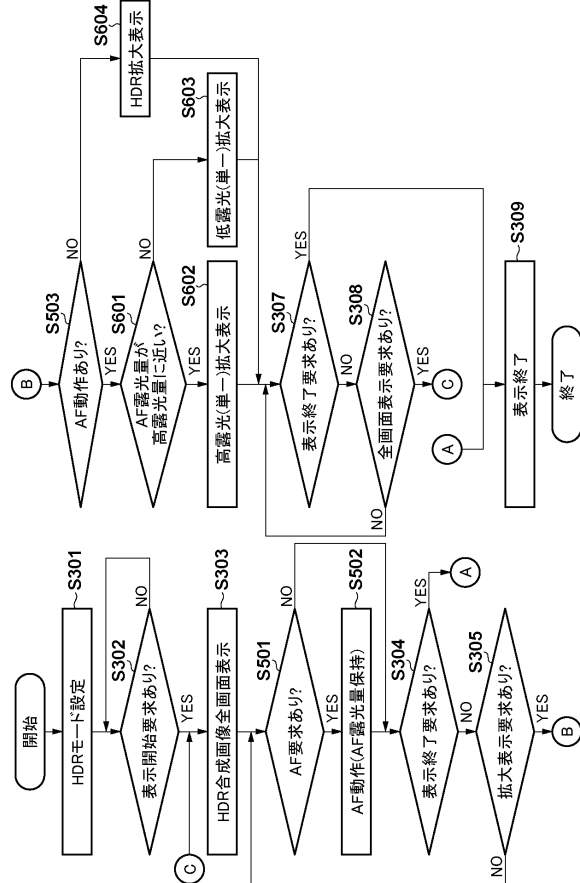 開始
S301
HDRモード設定
S302
表示開始要求あり?
NO
YES
C
S303
HDR合成画像全画面表示
S501
AF要求あり?
NO
YES
S502
AF動作(AF露光量保持)
S304
表示終了要求あり?
YES
A
NO
S305
拡大表示要求あり?
NO
YES
B
B
S503
AF動作あり?
NO
YES
S604
HDR拡大表示
S601
AF露光量が
高露光量に近い?
NO
YES
S603
低露光(単一)拡大表示
S602
高露光(単一)拡大表示
S307
表示終了要求あり?
YES
NO
S308
全画面表示要求あり?
NO
YES
C
A
S309
表示終了
終了